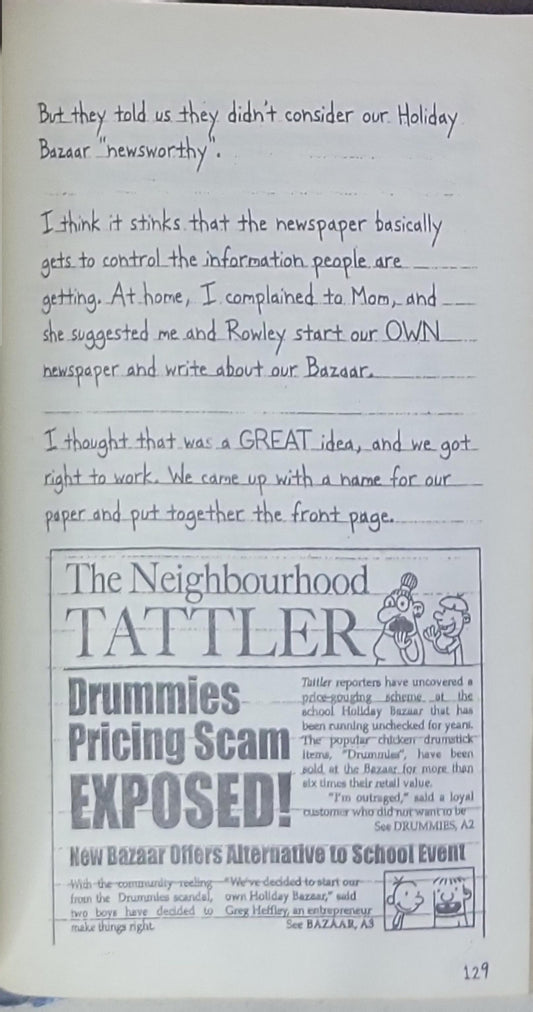 But they told us they didn't consider our Holiday
Bazaar "newsworthy".
I think it stinks that the newspaper basically
gets to control the information people are
getting. At home, I complained to Mom, and
she suggested me and Rowley start our OWN
newspaper and write about our Bazaar.
I thought that was a GREAT idea, and we got
right to work. We came up with a name for our
paper and put together the front page.
The Neighbourhood
TATTLER
Drummies
Pricing Scam
EXPOSED!
Tattler reporters have uncovered a
price-gouging scheme at the
school Holiday Bazaar that has
been running unchecked for years.
The popular chicken drumstick
items, "Drummies", have been
sold at the Bazaar for more than
six times their retail value.
"I'm outraged," said a loyal
customer who did not want to be
See DRUMMIES, A2
New Bazaar Offers Alternative to School Event
With the community reeling
from the Drummies scandal,
two boys have decided to
make things right.
"We've decided to start our
own Holiday Bazaar," said
Greg Heffley, an entrepreneur
See BAZAAR, A3
129